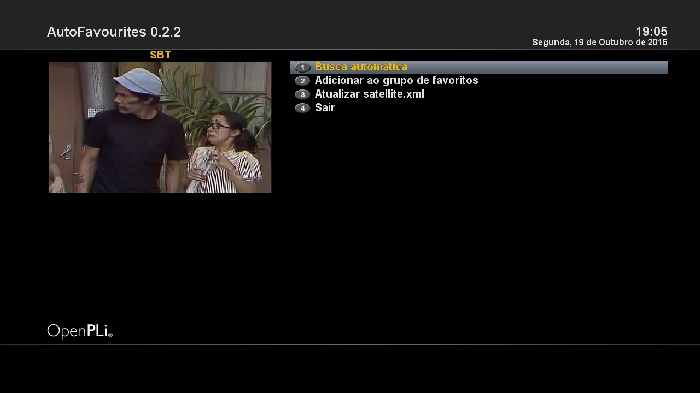 AutoFavourites 0.2.2
19:05
Segunda, 19 de Outubro de 2015
SBT
1 Busca automática
2 Adicionar ao grupo de favoritos
3 Atualizar satellite.xml
4 Sair
OpenPLi®